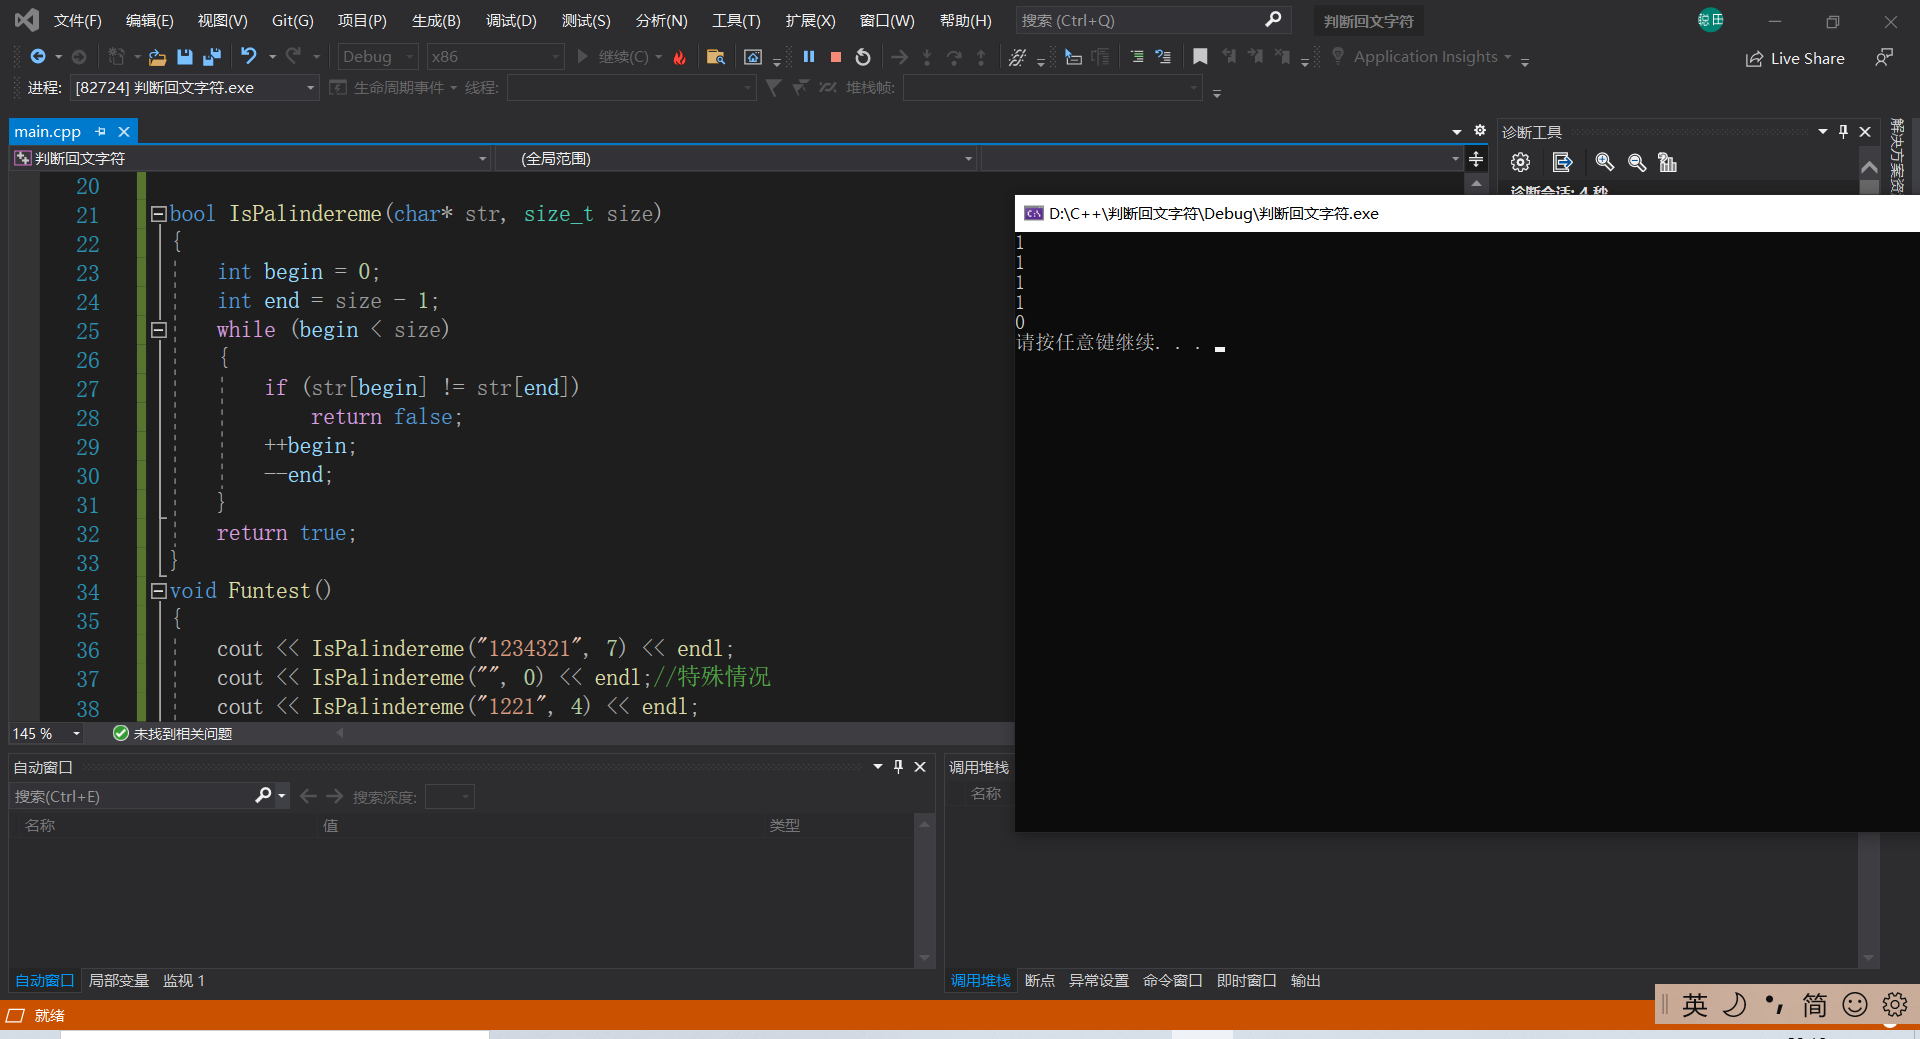 文件(F) 编辑(E) 视图(V) Git(G) 项目(P) 生成(B) 调试(D) 测试(S) 分析(N) 工具(T) 扩展(X) 窗口(W) 帮助(H) 搜索 (Ctrl+Q) 判断回文字符
Debug x86 继续(C) Application Insights Live Share
进程: [82724] 判断回文字符.exe 生命周期事件 线程: 堆栈帧:
main.cpp
判断回文字符 (全局范围)
诊断工具
诊断会话: 4 秒
解决方案资
20
21 bool IsPalindereme(char* str, size_t size)
22 {
23 int begin = 0;
24 int end = size - 1;
25 while (begin < size)
26 {
27 if (str[begin] != str[end])
28 return false;
29 ++begin;
30 --end;
31 }
32 return true;
33 }
34 void Funtest()
35 {
36 cout << IsPalindereme("1234321", 7) << endl;
37 cout << IsPalindereme("", 0) << endl;//特殊情况
38 cout << IsPalindereme("1221", 4) << endl;
D:\C++\判断回文字符\Debug\判断回文字符.exe
1
1
1
1
0
请按任意键继续. . .
145 % 未找到相关问题
自动窗口
搜索(Ctrl+E) 搜索深度:
名称 值 类型
调用堆栈
名称
自动窗口 局部变量 监视 1
调用堆栈 断点 异常设置 命令窗口 即时窗口 输出
就绪
英 简